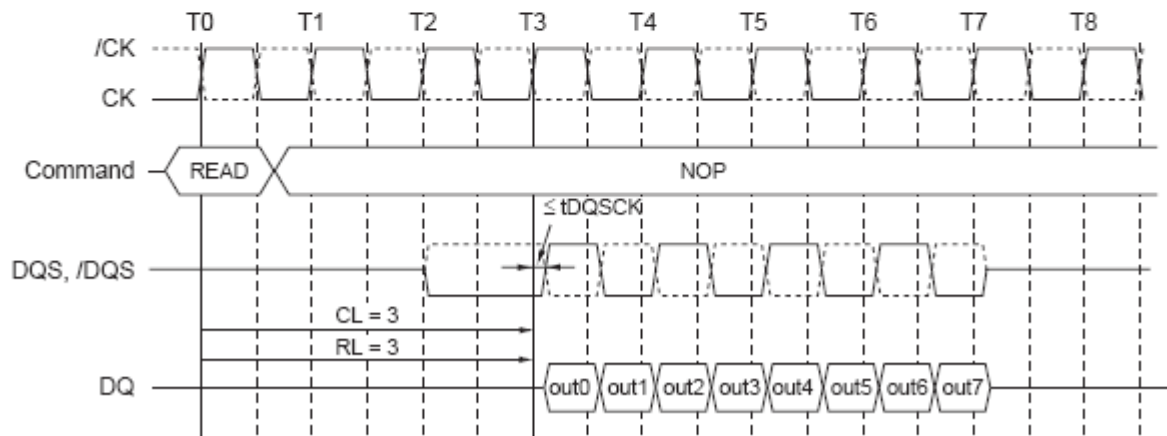 T0 T1 T2 T3 T4 T5 T6 T7 T8
/CK
CK
Command READ NOP
≤ tDQSCK
DQS, /DQS
CL = 3
RL = 3
DQ out0 out1 out2 out3 out4 out5 out6 out7